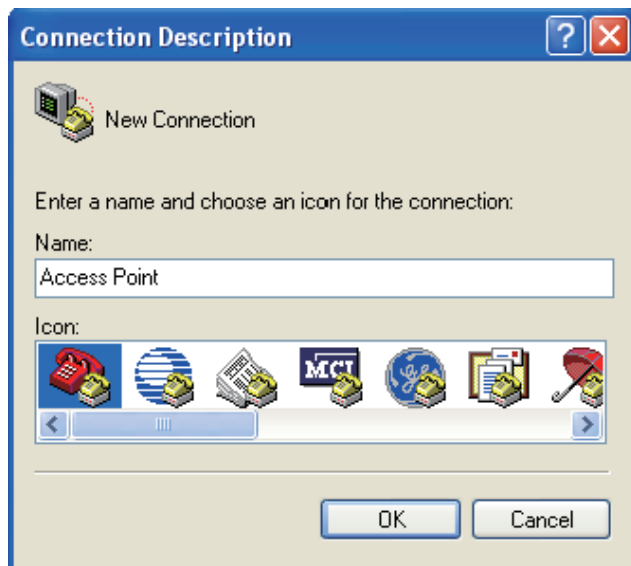 Connection Description
New Connection
Enter a name and choose an icon for the connection:
Name:
Access Point
Icon:
MCI
OK
Cancel